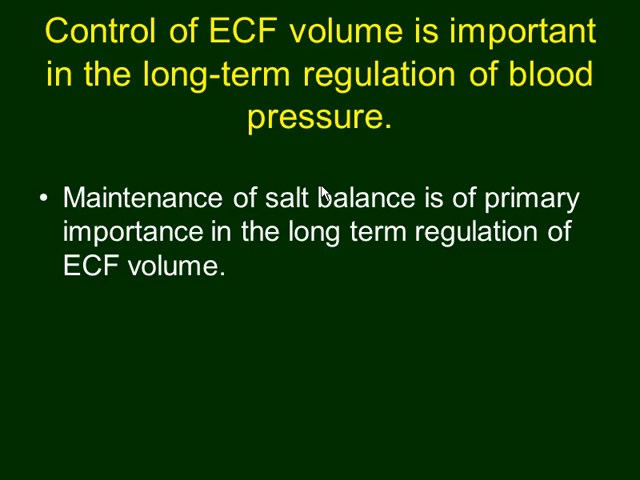 Control of ECF volume is important
in the long-term regulation of blood
pressure.
• Maintenance of salt balance is of primary
importance in the long term regulation of
ECF volume.